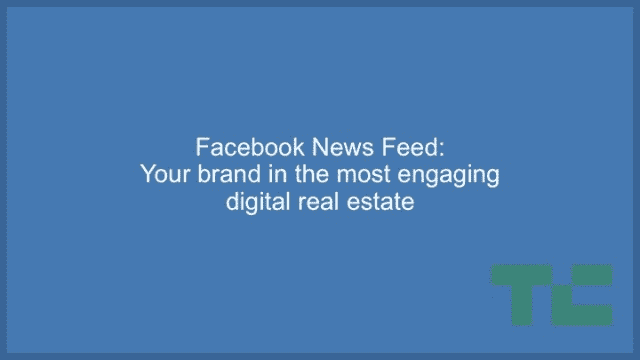 Facebook News Feed:
Your brand in the most engaging
digital real estate
TC